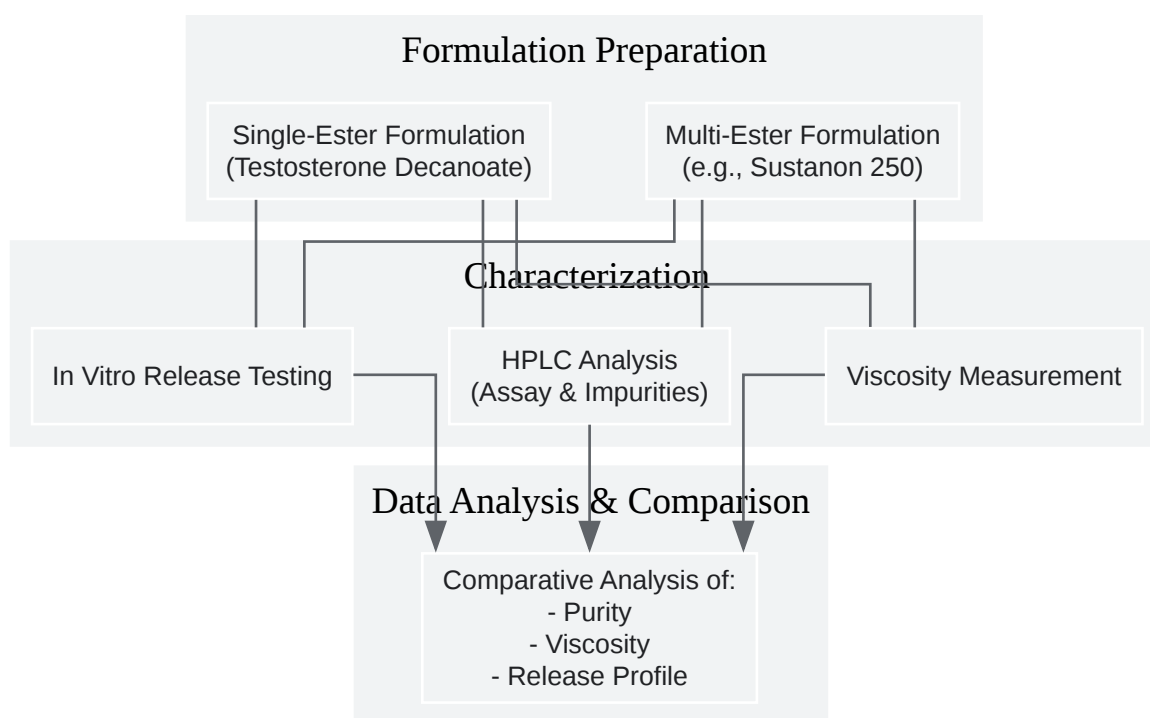 Formulation Preparation
Single-Ester Formulation
(Testosterone Decanoate)
Multi-Ester Formulation
(e.g., Sustanon 250)
Characterization
In Vitro Release Testing
HPLC Analysis
(Assay & Impurities)
Viscosity Measurement
Data Analysis & Comparison
Comparative Analysis of:
- Purity
- Viscosity
- Release Profile